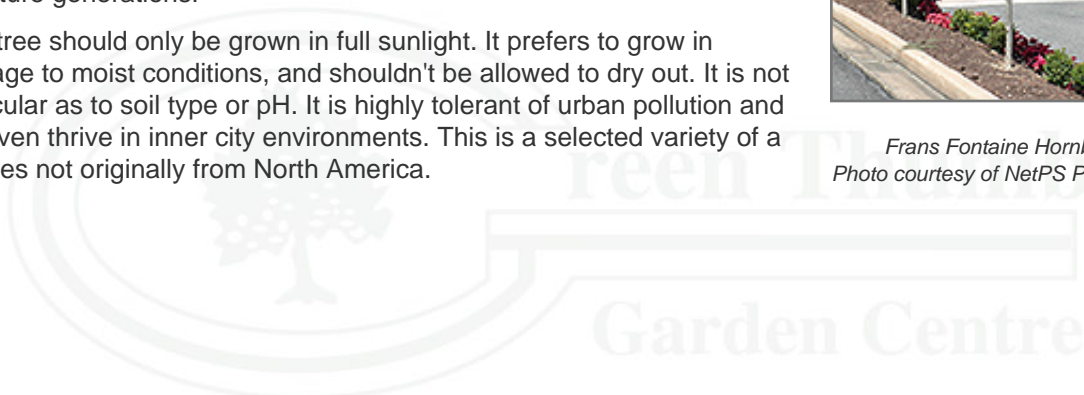 ture generations.
tree should only be grown in full sunlight. It prefers to grow in
age to moist conditions, and shouldn't be allowed to dry out. It is not
cular as to soil type or pH. It is highly tolerant of urban pollution and
ven thrive in inner city environments. This is a selected variety of a
es not originally from North America.
Frans Fontaine Hornb
Photo courtesy of NetPS P
reen Thumb
Garden Centre